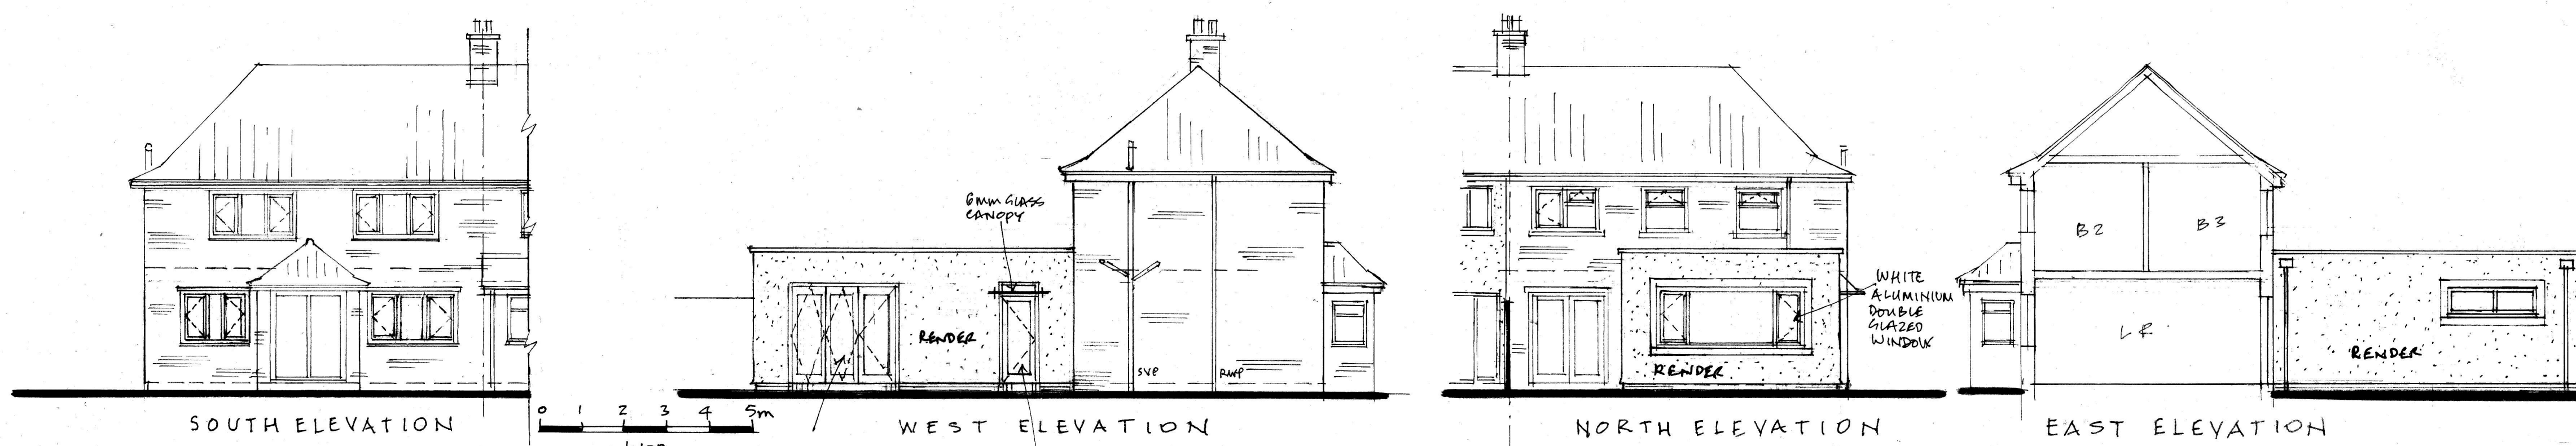 6mm GLASS
CANOPY
RENDER
SVP
RWP
WHITE
ALUMINIUM
DOUBLE
GLAZED
WINDOW
RENDER
B2
B3
LR
RENDER
SOUTH ELEVATION
0 1 2 3 4 5m
WEST ELEVATION
NORTH ELEVATION
EAST ELEVATION